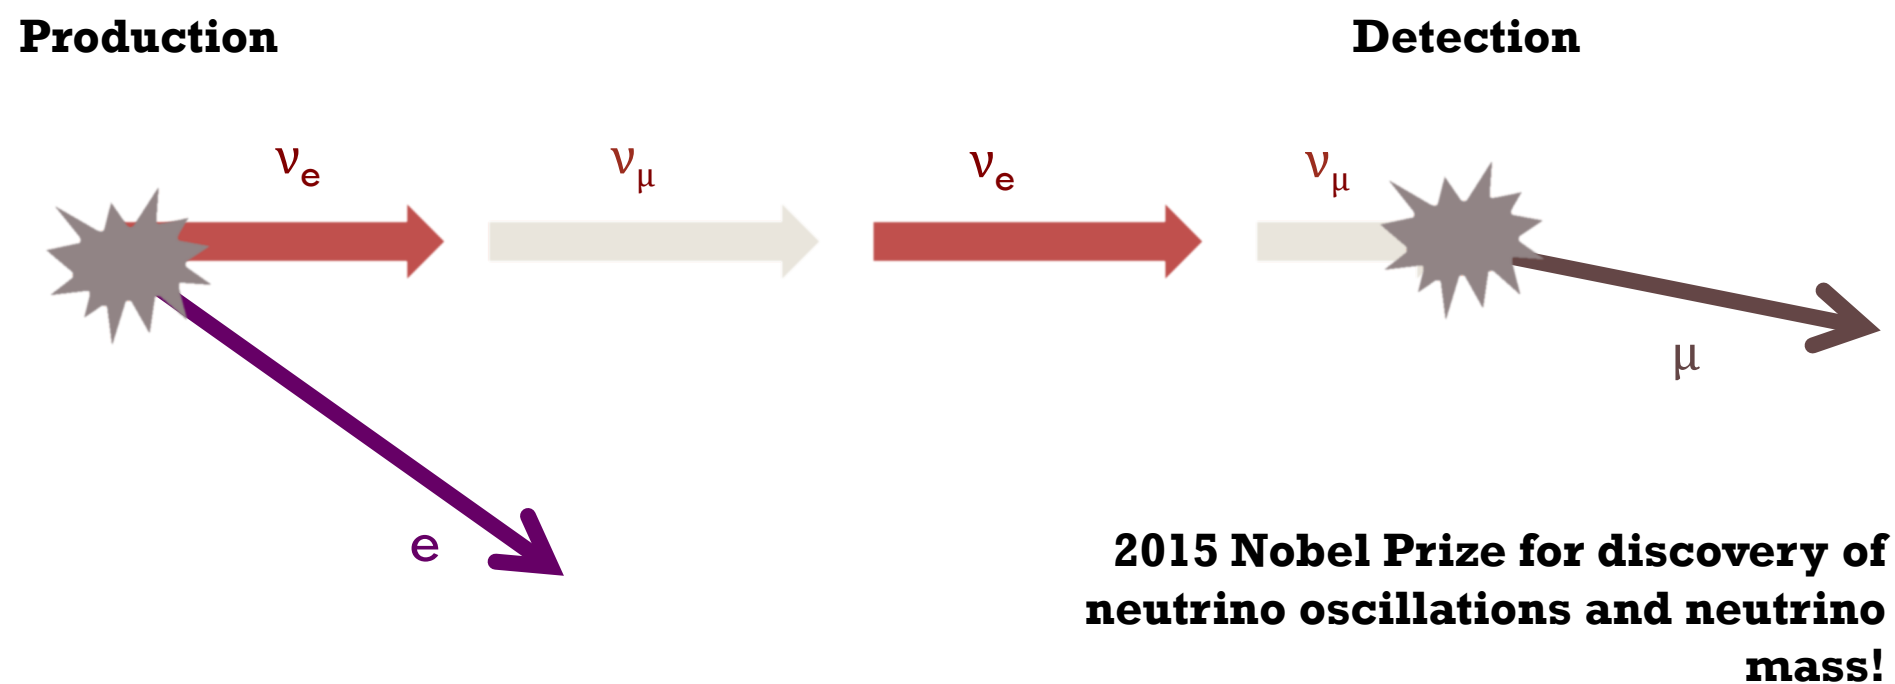 Production
Detection
νe
νμ
νe
νμ
μ
e
2015 Nobel Prize for discovery of
neutrino oscillations and neutrino
mass!